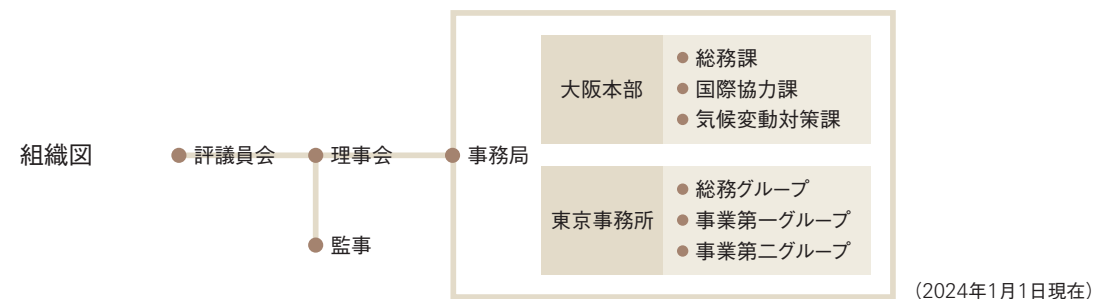 組織図
評議員会
理事会
監事
事務局
大阪本部
総務課
国際協力課
気候変動対策課
東京事務所
総務グループ
事業第一グループ
事業第二グループ
(2024年1月1日現在)